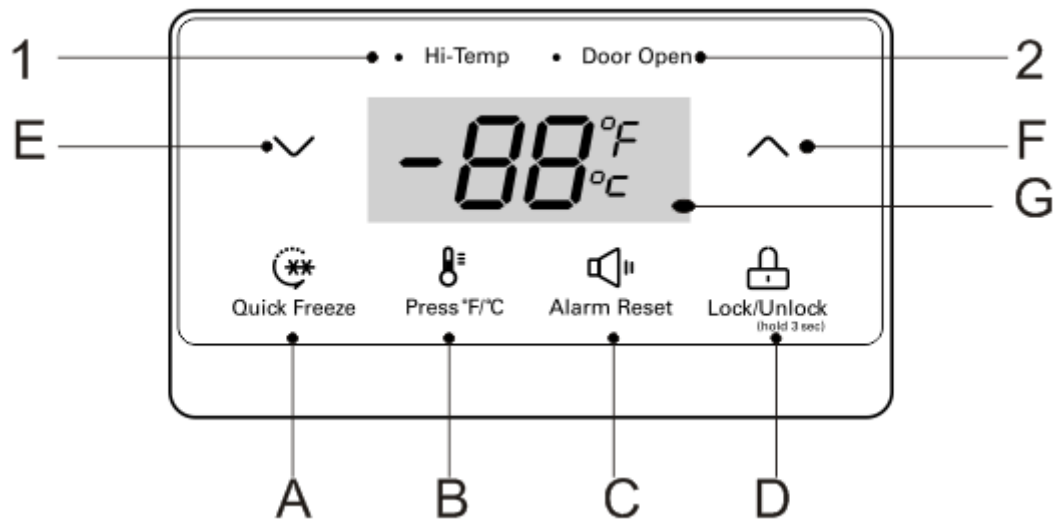 1 Hi-Temp Door Open 2
E F
-88°F
°C
G
Quick Freeze Press °F/°C Alarm Reset Lock/Unlock
(hold 3 sec)
A B C D